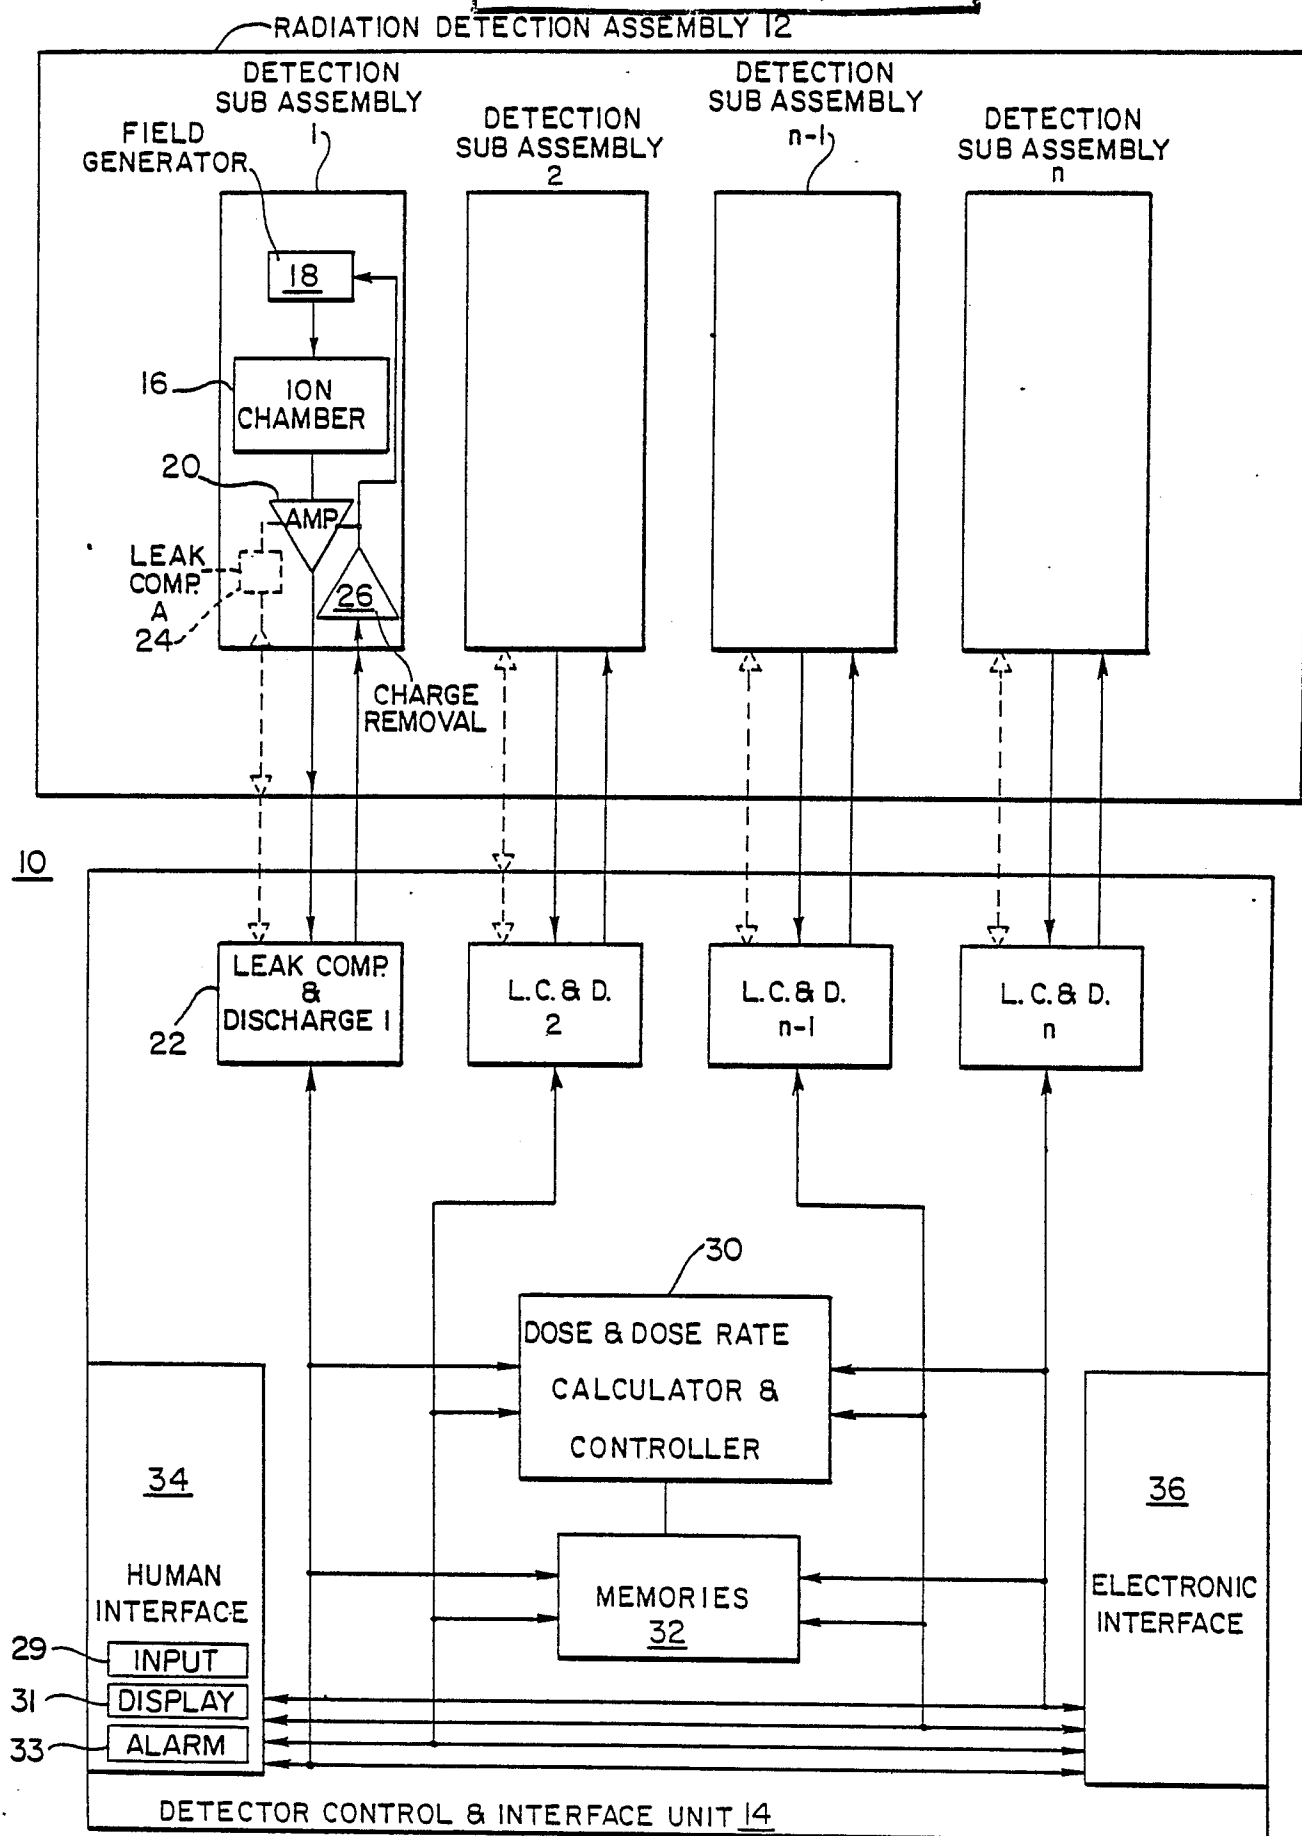 RADIATION DETECTION ASSEMBLY 12
DETECTION
SUB ASSEMBLY
1
DETECTION
SUB ASSEMBLY
2
DETECTION
SUB ASSEMBLY
n-1
DETECTION
SUB ASSEMBLY
n
FIELD
GENERATOR
18
16
ION
CHAMBER
20
AMP.
LEAK
COMP.
A
24
26
CHARGE
REMOVAL
10
LEAK COMP.
&
DISCHARGE 1
22
L.C.& D.
2
L.C.& D.
n-1
L.C.& D.
n
30
DOSE & DOSE RATE
CALCULATOR &
CONTROLLER
34
HUMAN
INTERFACE
29
INPUT
31
DISPLAY
33
ALARM
MEMORIES
32
36
ELECTRONIC
INTERFACE
DETECTOR CONTROL & INTERFACE UNIT 14